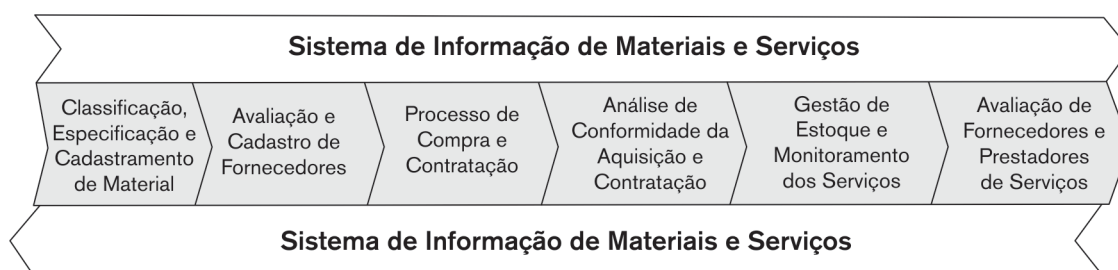 Sistema de Informação de Materiais e Serviços
Classificação,
Especificação e
Cadastramento
de Material
Avaliação e
Cadastro de
Fornecedores
Processo de
Compra e
Contratação
Análise de
Conformidade da
Aquisição e
Contratação
Gestão de
Estoque e
Monitoramento
dos Serviços
Avaliação de
Fornecedores e
Prestadores
de Serviços
Sistema de Informação de Materiais e Serviços